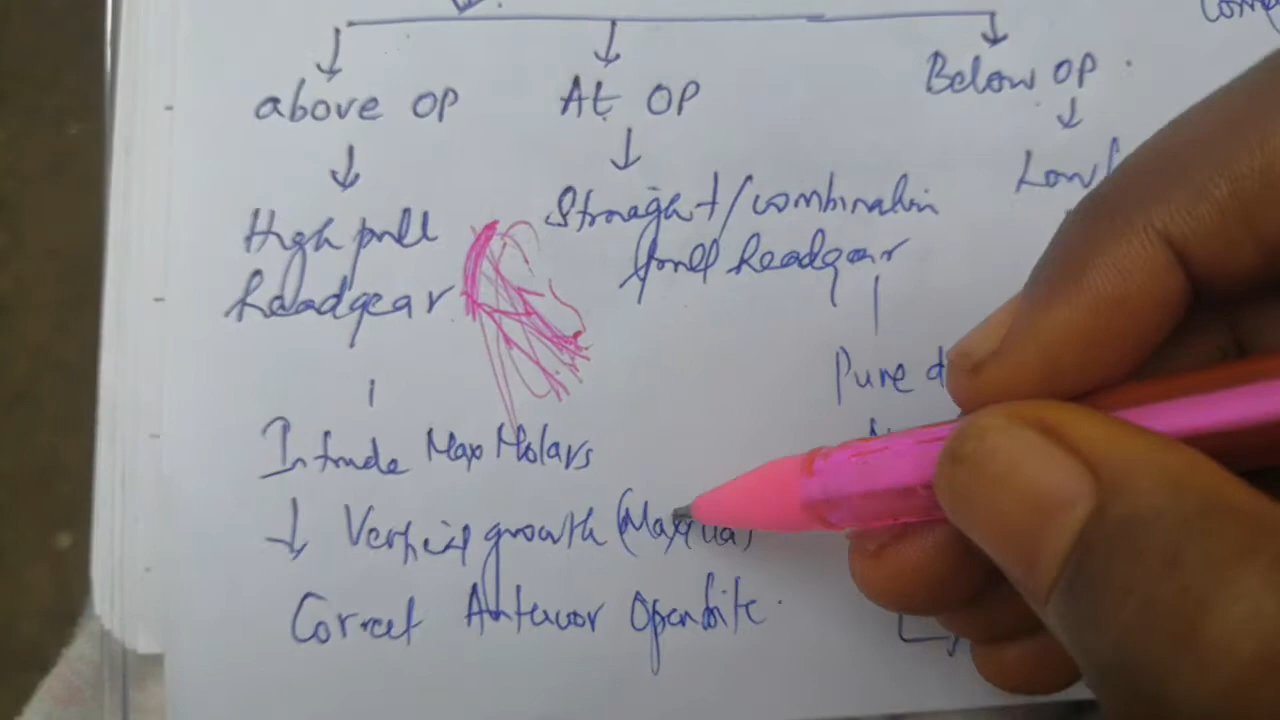 above OP
At OP
Below OP
High pull
headgear
Straight/combination
pull headgear
Low
Pure d
Intrude Max Molars
↓ Vertical growth (Maxilla)
Correct Anterior Openbite.